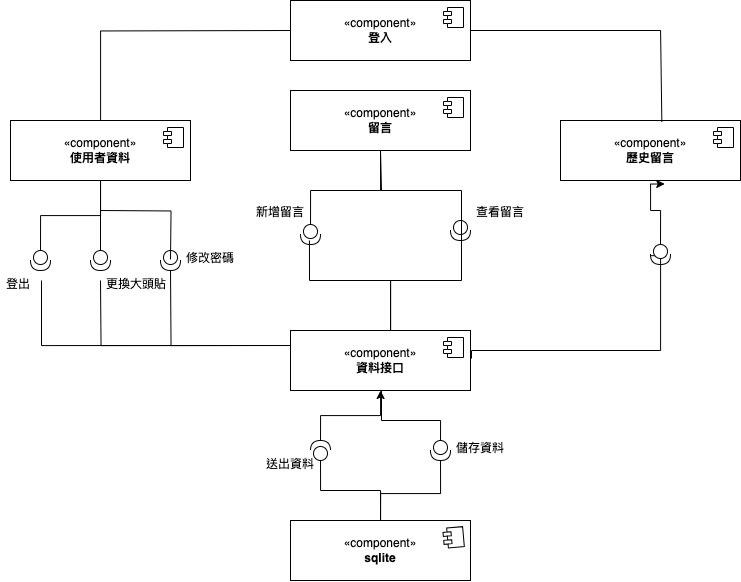 «component»
登入
«component»
留言
«component»
使用者資料
«component»
歷史留言
新增留言
查看留言
修改密碼
登出
更換大頭貼
«component»
資料接口
送出資料
儲存資料
«component»
sqlite